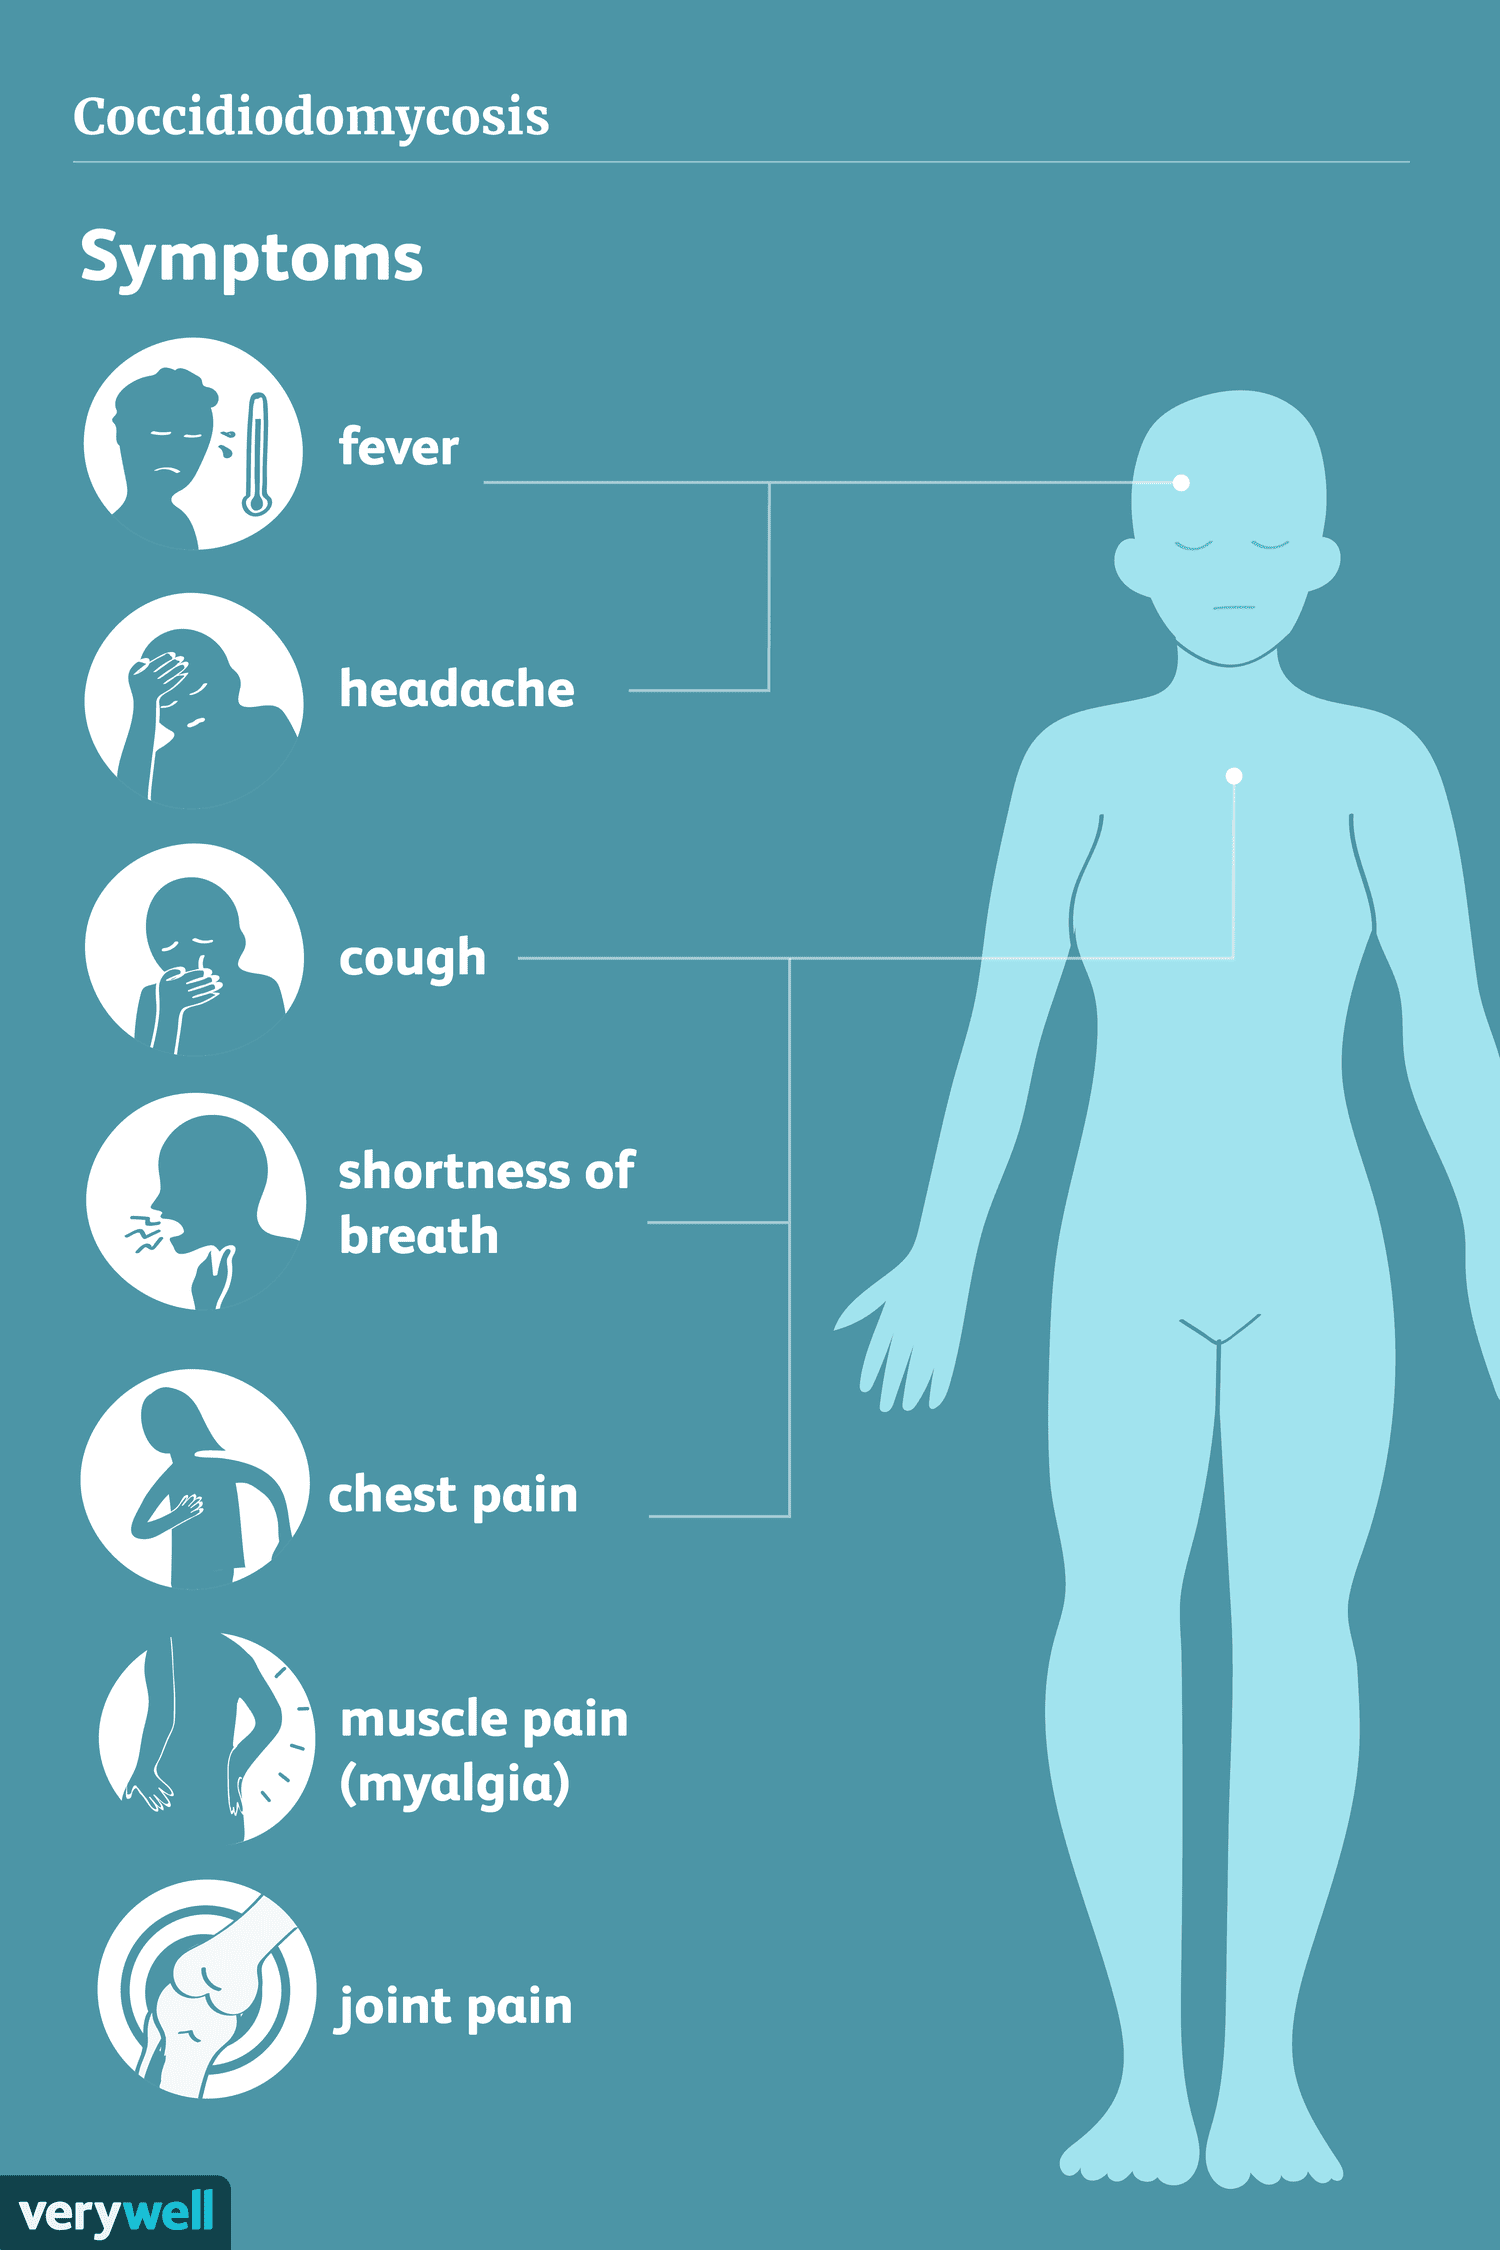 Coccidiodomycosis
Symptoms
fever
headache
cough
shortness of
breath
chest pain
muscle pain
(myalgia)
joint pain
verywell